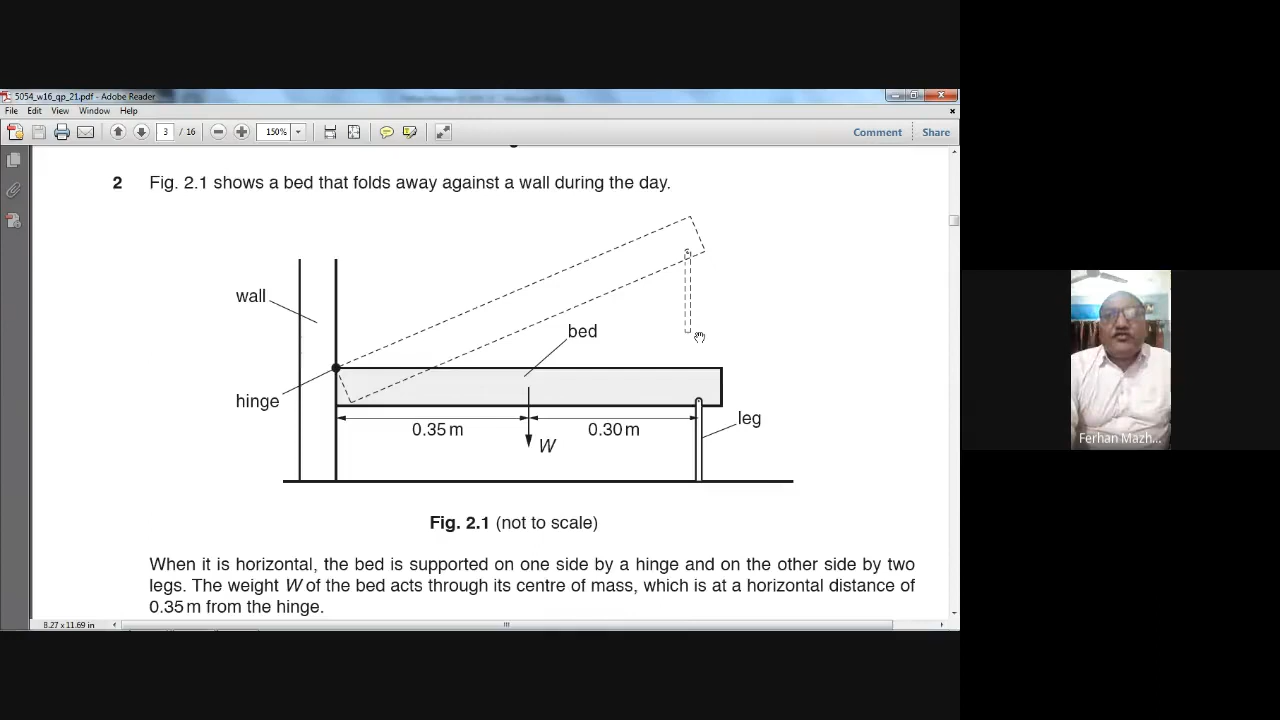 5054_w16_qp_21.pdf - Adobe Reader
File Edit View Window Help
3 / 16 150% Comment Share
2 Fig. 2.1 shows a bed that folds away against a wall during the day.
wall
bed
hinge
0.35 m
0.30 m
leg
W
Fig. 2.1 (not to scale)
When it is horizontal, the bed is supported on one side by a hinge and on the other side by two
legs. The weight W of the bed acts through its centre of mass, which is at a horizontal distance of
0.35 m from the hinge.
8.27 x 11.69 in
Ferhan Mazh...